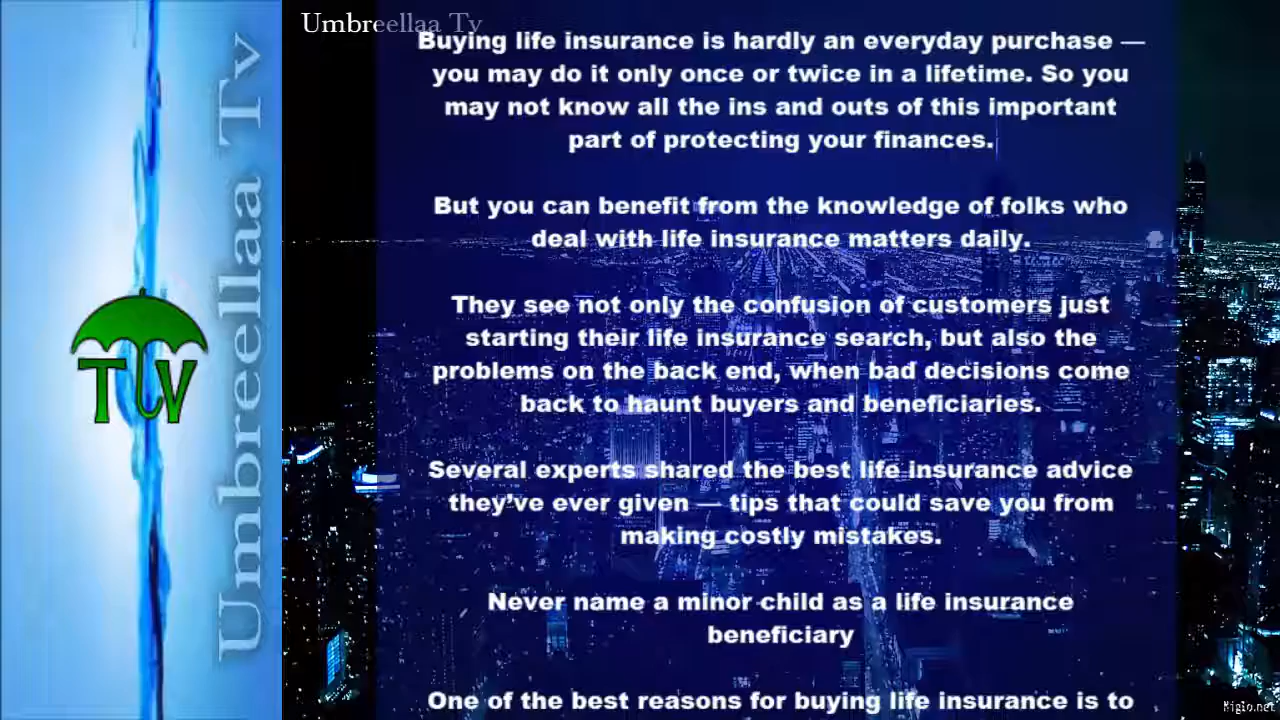 Umbreellaa Tv
Buying life insurance is hardly an everyday purchase —
you may do it only once or twice in a lifetime. So you
may not know all the ins and outs of this important
part of protecting your finances.
But you can benefit from the knowledge of folks who
deal with life insurance matters daily.
They see not only the confusion of customers just
starting their life insurance search, but also the
problems on the back end, when bad decisions come
back to haunt buyers and beneficiaries.
Several experts shared the best life insurance advice
they’ve ever given — tips that could save you from
making costly mistakes.
Never name a minor child as a life insurance
beneficiary
One of the best reasons for buying life insurance is to
Umbreellaa Tv
TV